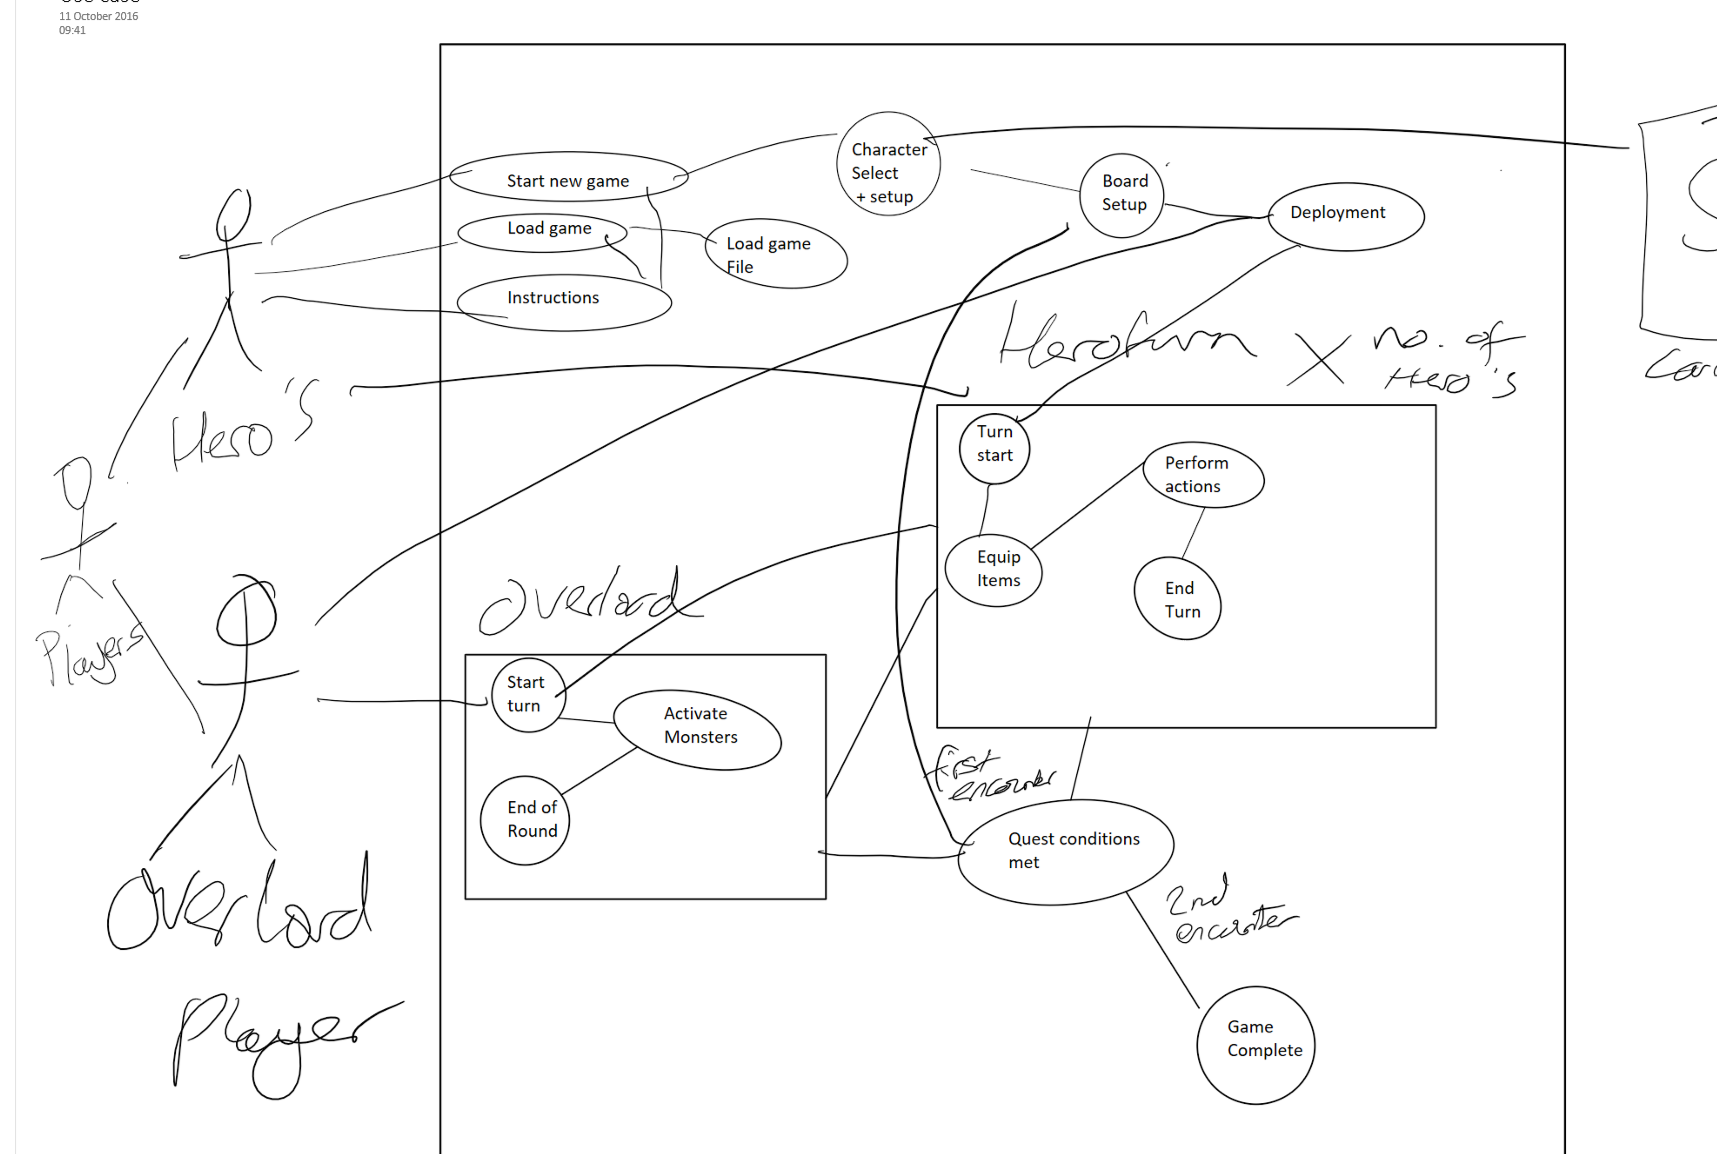 11 October 2016
09:41
Start new game
Load game
Load game
File
Instructions
Character
Select
+ setup
Board
Setup
Deployment
Hero's
Players
Overlord
Player
Hero turn X no. of
Hero's
Turn
start
Perform
actions
Equip
Items
End
Turn
Overlord
Start
turn
Activate
Monsters
End of
Round
first
encounter
Quest conditions
met
2nd
encounter
Game
Complete